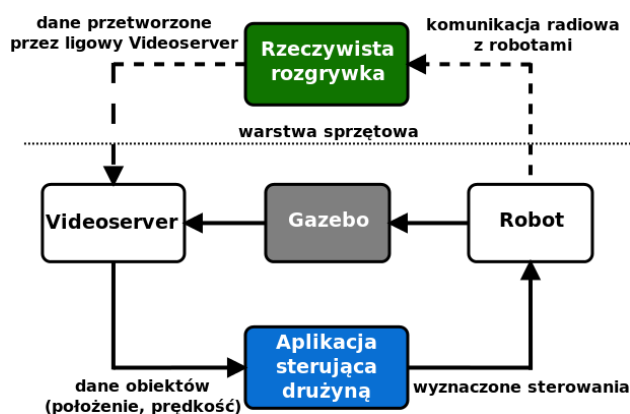 dane przetworzone
przez ligowy Videoserver
Rzeczywista
rozgrywka
komunikacja radiowa
z robotami
warstwa sprzętowa
Videoserver
Gazebo
Robot
Aplikacja
sterująca
drużyną
dane obiektów
(położenie, prędkość)
wyznaczone sterowania